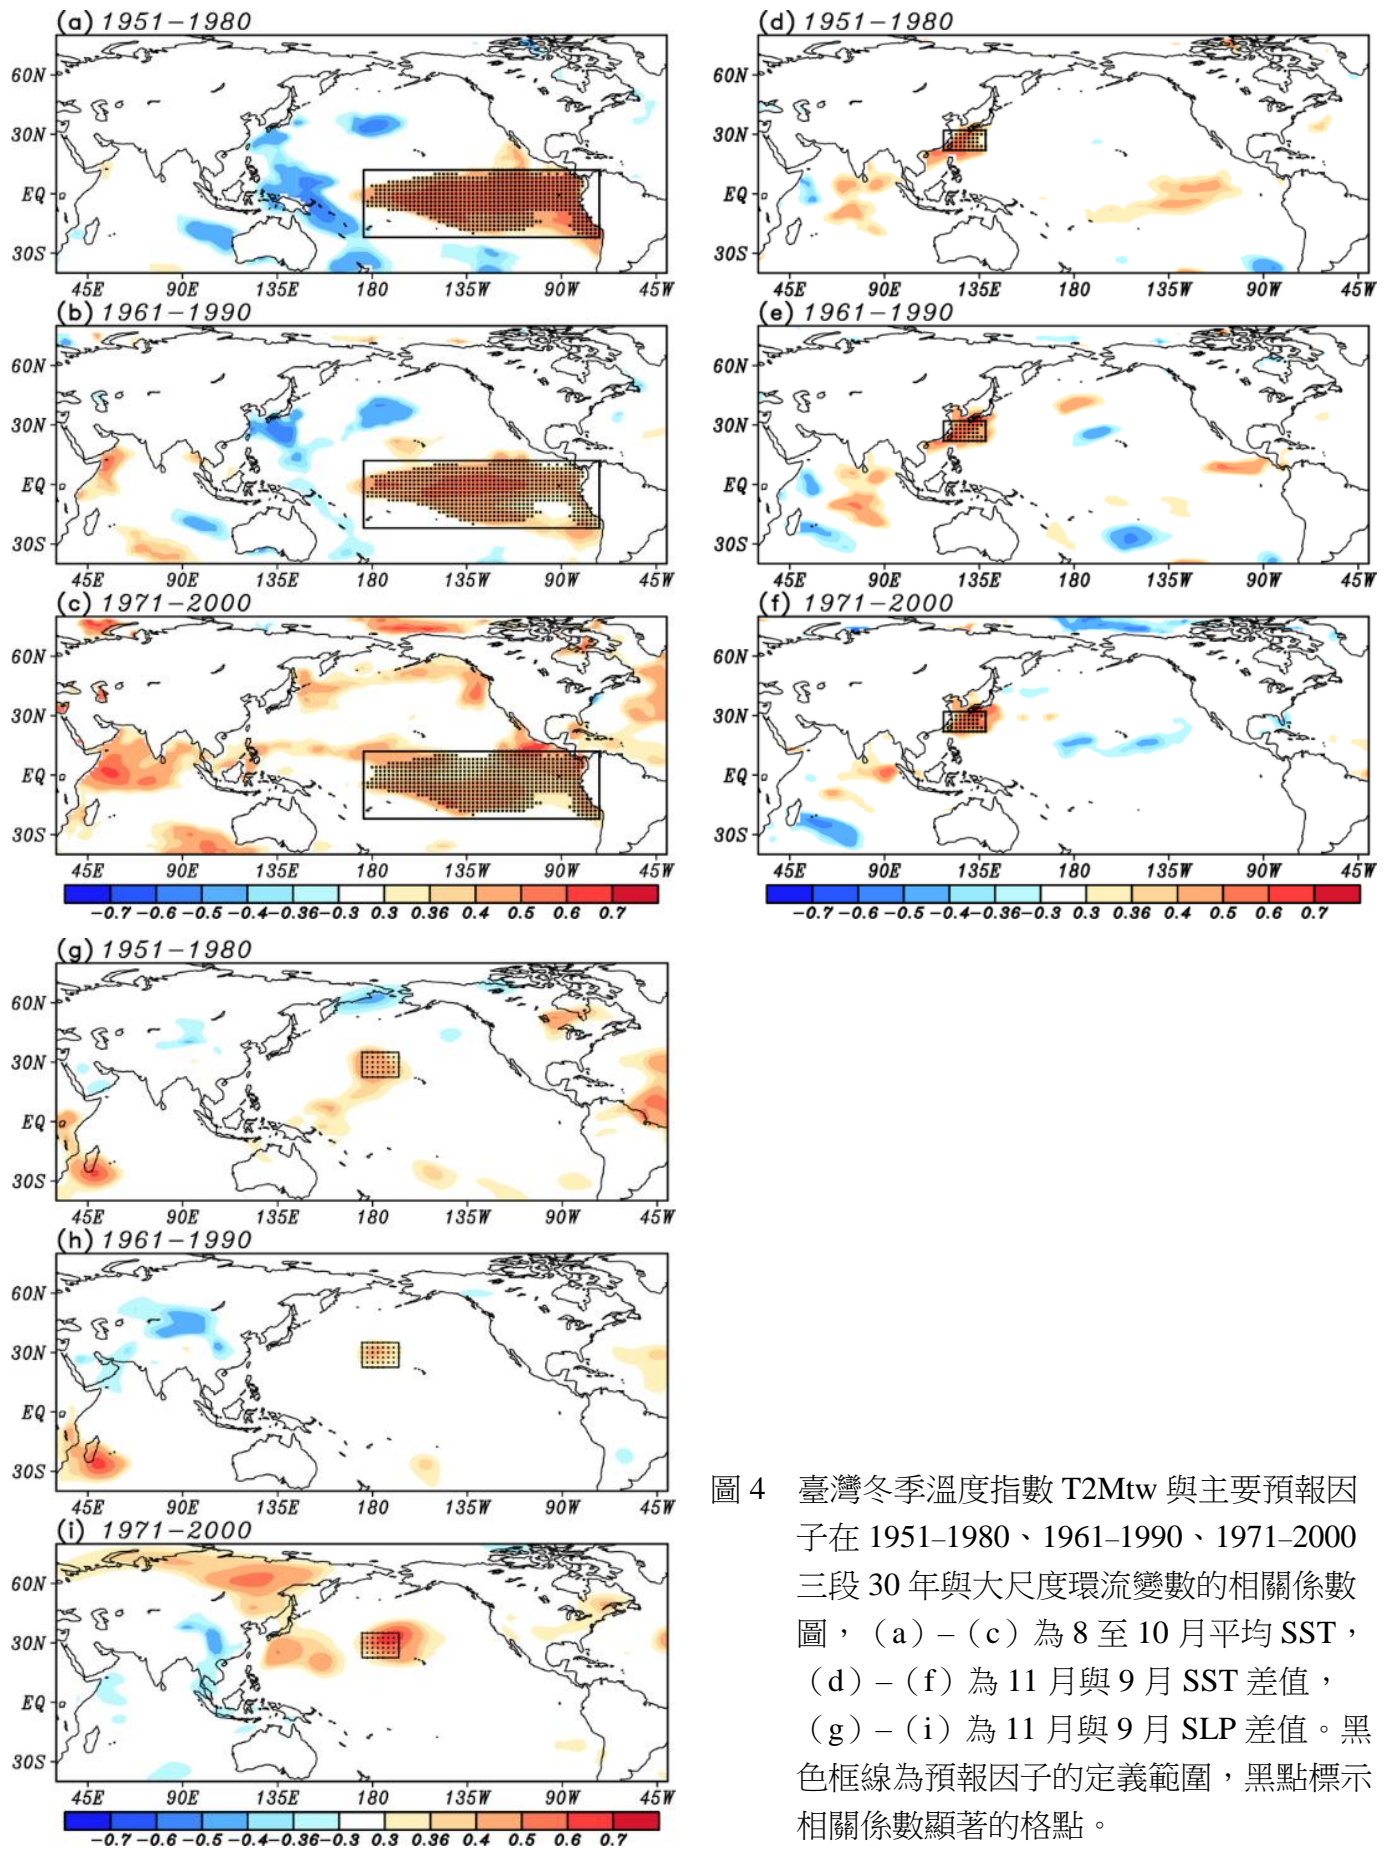 (a) 1951–1980
60N
30N
EQ
30S
45E 90E 135E 180 135W 90W 45W
(b) 1961–1990
60N
30N
EQ
30S
45E 90E 135E 180 135W 90W 45W
(c) 1971–2000
60N
30N
EQ
30S
45E 90E 135E 180 135W 90W 45W
−0.7 −0.6 −0.5 −0.4 −0.36 −0.3 0.3 0.36 0.4 0.5 0.6 0.7
(d) 1951–1980
60N
30N
EQ
30S
45E 90E 135E 180 135W 90W 45W
(e) 1961–1990
60N
30N
EQ
30S
45E 90E 135E 180 135W 90W 45W
(f) 1971–2000
60N
30N
EQ
30S
45E 90E 135E 180 135W 90W 45W
−0.7 −0.6 −0.5 −0.4 −0.36 −0.3 0.3 0.36 0.4 0.5 0.6 0.7
(g) 1951–1980
60N
30N
EQ
30S
45E 90E 135E 180 135W 90W 45W
(h) 1961–1990
60N
30N
EQ
30S
45E 90E 135E 180 135W 90W 45W
(i) 1971–2000
60N
30N
EQ
30S
45E 90E 135E 180 135W 90W 45W
−0.7 −0.6 −0.5 −0.4 −0.36 −0.3 0.3 0.36 0.4 0.5 0.6 0.7
圖 4 臺灣冬季溫度指數 T2Mtw 與主要預報因
子在 1951–1980、1961–1990、1971–2000
三段 30 年與大尺度環流變數的相關係數
圖，（a）–（c）為 8 至 10 月平均 SST，
（d）–（f）為 11 月與 9 月 SST 差值，
（g）–（i）為 11 月與 9 月 SLP 差值。黑
色框線為預報因子的定義範圍，黑點標示
相關係數顯著的格點。